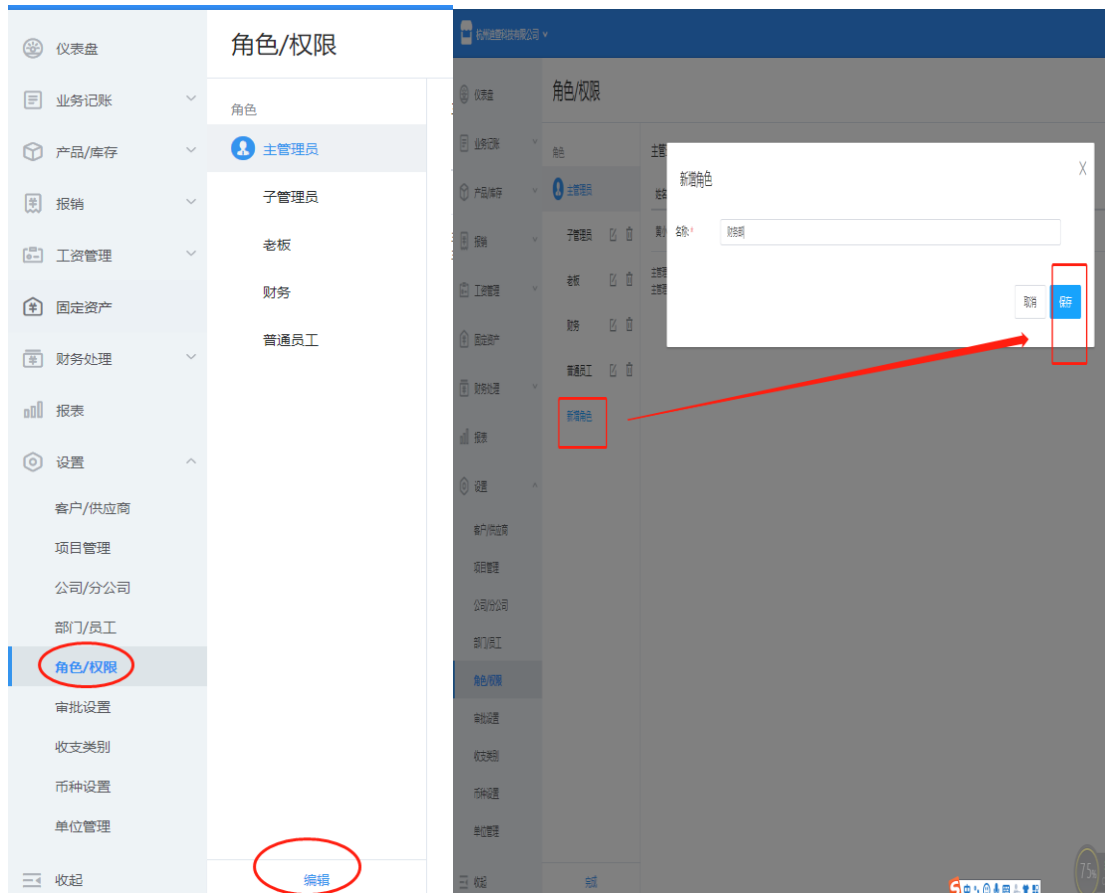 仪表盘
业务记账
产品/库存
报销
工资管理
固定资产
财务处理
报表
设置
客户/供应商
项目管理
公司/分公司
部门/员工
角色/权限
审批设置
收支类别
币种设置
单位管理
收起
角色/权限
角色
主管理员
子管理员
老板
财务
普通员工
编辑
仪表盘
业务记账
产品/库存
报销
工资管理
固定资产
财务处理
报表
设置
客户/供应商
项目管理
公司/分公司
部门/员工
角色/权限
审批设置
收支类别
币种设置
单位管理
收起
角色/权限
角色
主管理员
子管理员
老板
财务
普通员工
新增角色
完成
新增角色
X
名称: *
财务部
取消
保存
75%